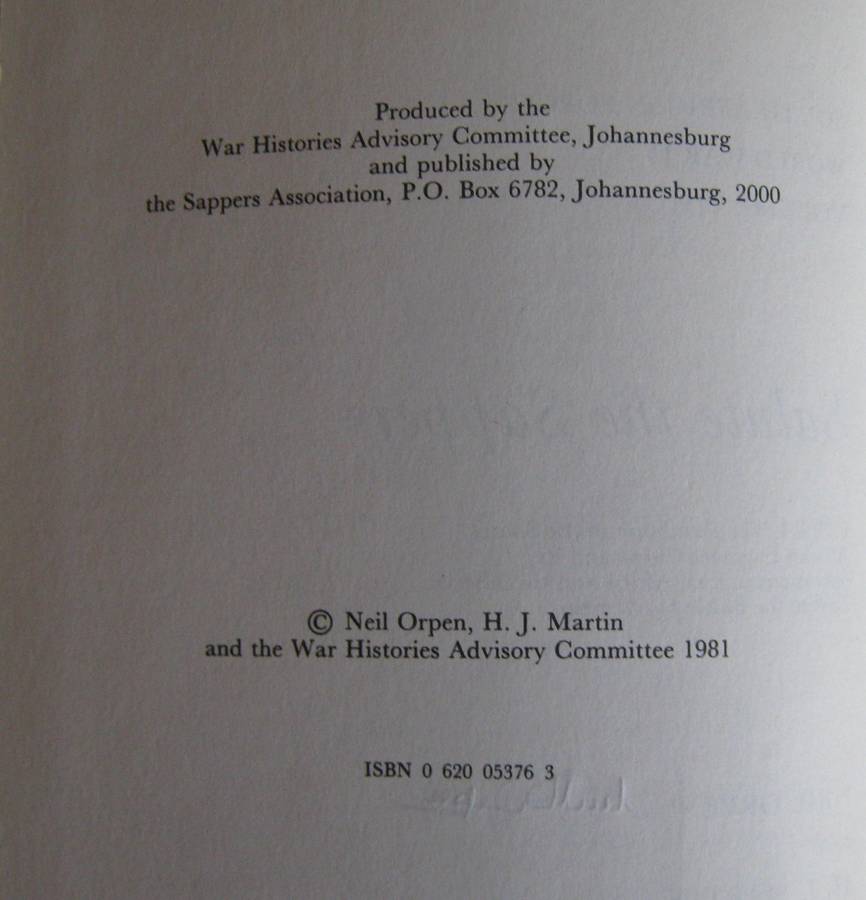 Produced by the
War Histories Advisory Committee, Johannesburg
and published by
the Sappers Association, P.O. Box 6782, Johannesburg, 2000
© Neil Orpen, H. J. Martin
and the War Histories Advisory Committee 1981
ISBN 0 620 05376 3